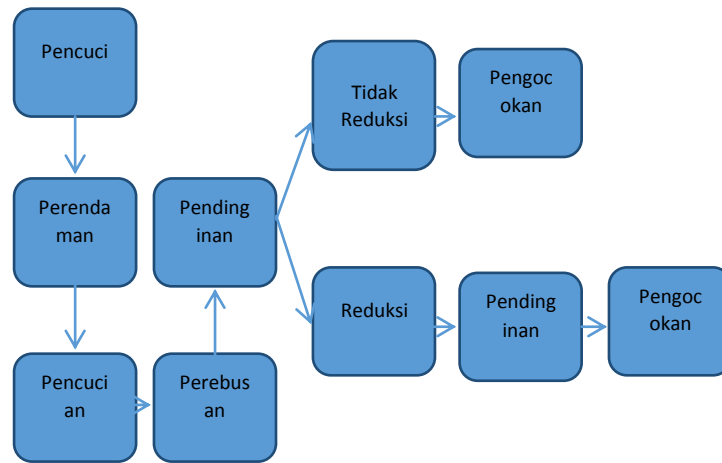 Pencuci
Perenda
man
Pencuci
an
Perebus
an
Pending
inan
Tidak
Reduksi
Pengoc
okan
Reduksi
Pending
inan
Pengoc
okan